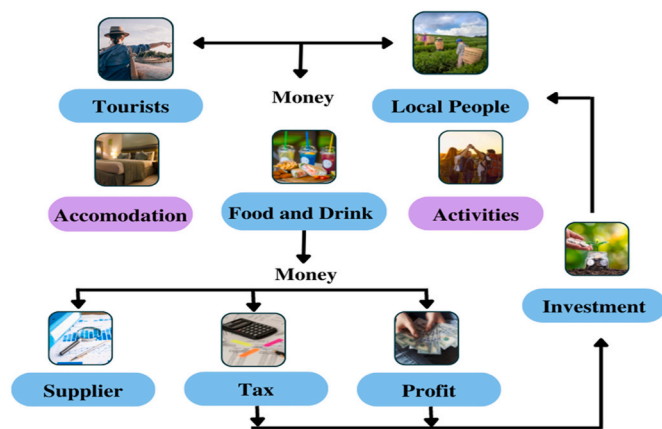 Tourists
Money
Local People
Accomodation
Food and Drink
Activities
Money
Investment
Supplier
Tax
Profit